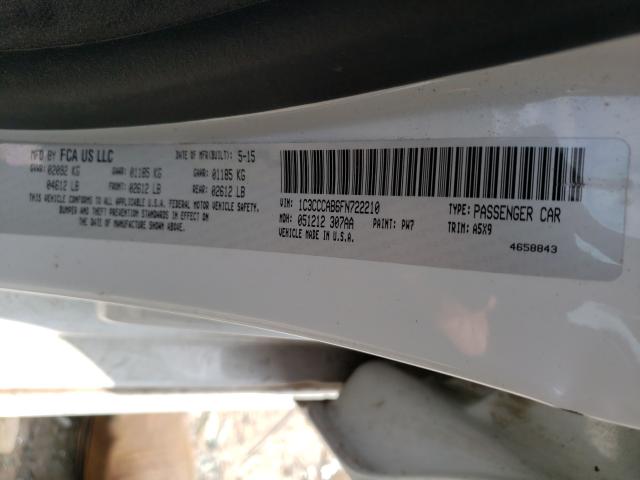 MFD BY FCA US LLC DATE OF MFR(BUILT): 5-15
GVWR: 02092 KG GAWR: 01185 KG GAWR: 01185 KG
04612 LB FRONT: 02612 LB REAR: 02612 LB
THIS VEHICLE CONFORMS TO ALL APPLICABLE U.S.A. FEDERAL MOTOR VEHICLE SAFETY,
BUMPER AND THEFT PREVENTION STANDARDS IN EFFECT ON
THE DATE OF MANUFACTURE SHOWN ABOVE.
VIN: 1C3CCCAB6FN722210 TYPE: PASSENGER CAR
MDH: 051212 307AA PAINT: PW7 TRIM: A5X9
VEHICLE MADE IN U.S.A.
4658843